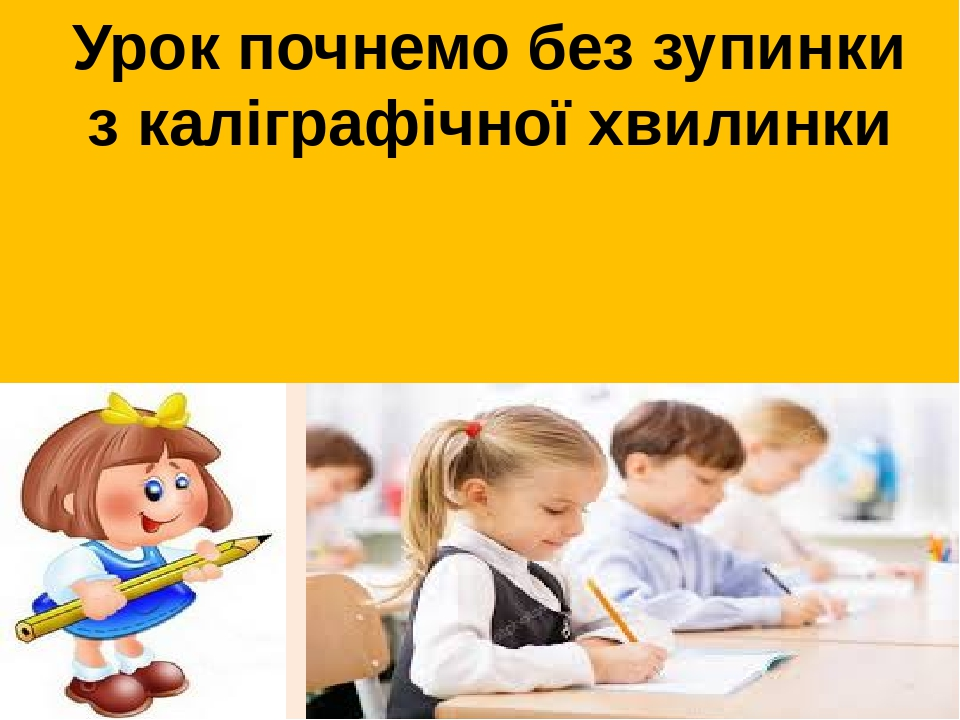 Урок почнемо без зупинки
з каліграфічної хвилинки